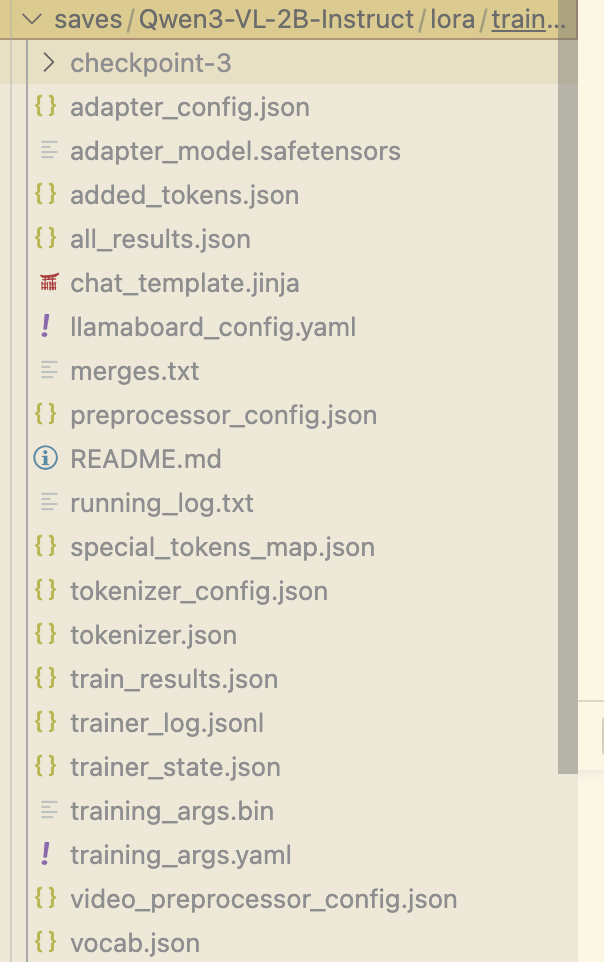 saves/Qwen3-VL-2B-Instruct/lora/train...
checkpoint-3
adapter_config.json
adapter_model.safetensors
added_tokens.json
all_results.json
chat_template.jinja
llamaboard_config.yaml
merges.txt
preprocessor_config.json
README.md
running_log.txt
special_tokens_map.json
tokenizer_config.json
tokenizer.json
train_results.json
trainer_log.jsonl
trainer_state.json
training_args.bin
training_args.yaml
video_preprocessor_config.json
vocab.json